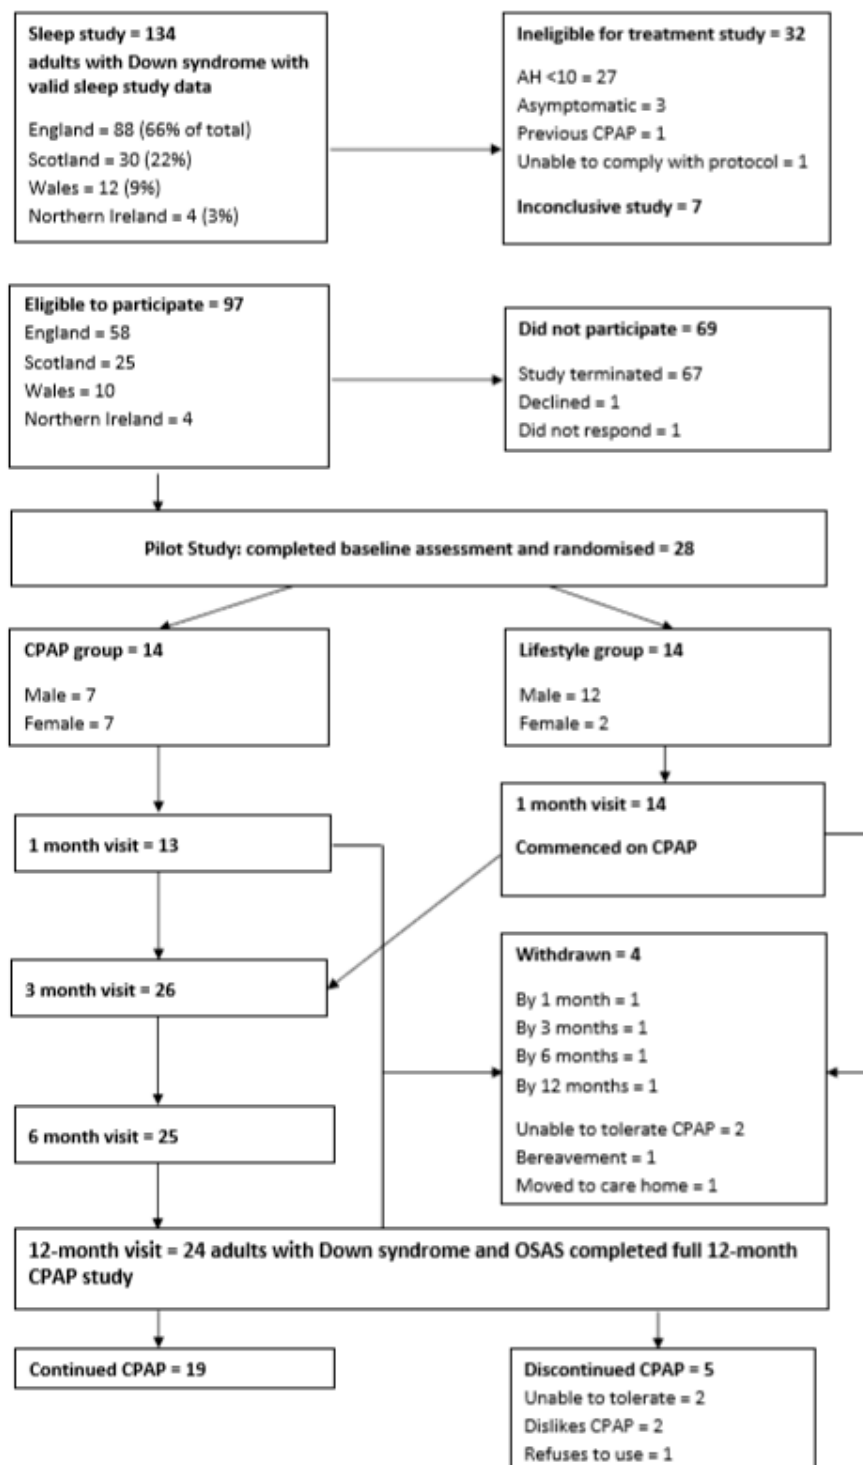 Sleep study = 134
adults with Down syndrome with
valid sleep study data
England = 88 (66% of total)
Scotland = 30 (22%)
Wales = 12 (9%)
Northern Ireland = 4 (3%)
Ineligible for treatment study = 32
AH <10 = 27
Asymptomatic = 3
Previous CPAP = 1
Unable to comply with protocol = 1
Inconclusive study = 7
Eligible to participate = 97
England = 58
Scotland = 25
Wales = 10
Northern Ireland = 4
Did not participate = 69
Study terminated = 67
Declined = 1
Did not respond = 1
Pilot Study: completed baseline assessment and randomised = 28
CPAP group = 14
Male = 7
Female = 7
Lifestyle group = 14
Male = 12
Female = 2
1 month visit = 13
1 month visit = 14
Commenced on CPAP
3 month visit = 26
Withdrawn = 4
By 1 month = 1
By 3 months = 1
By 6 months = 1
By 12 months = 1
Unable to tolerate CPAP = 2
Bereavement = 1
Moved to care home = 1
6 month visit = 25
12-month visit = 24 adults with Down syndrome and OSAS completed full 12-month
CPAP study
Continued CPAP = 19
Discontinued CPAP = 5
Unable to tolerate = 2
Dislikes CPAP = 2
Refuses to use = 1